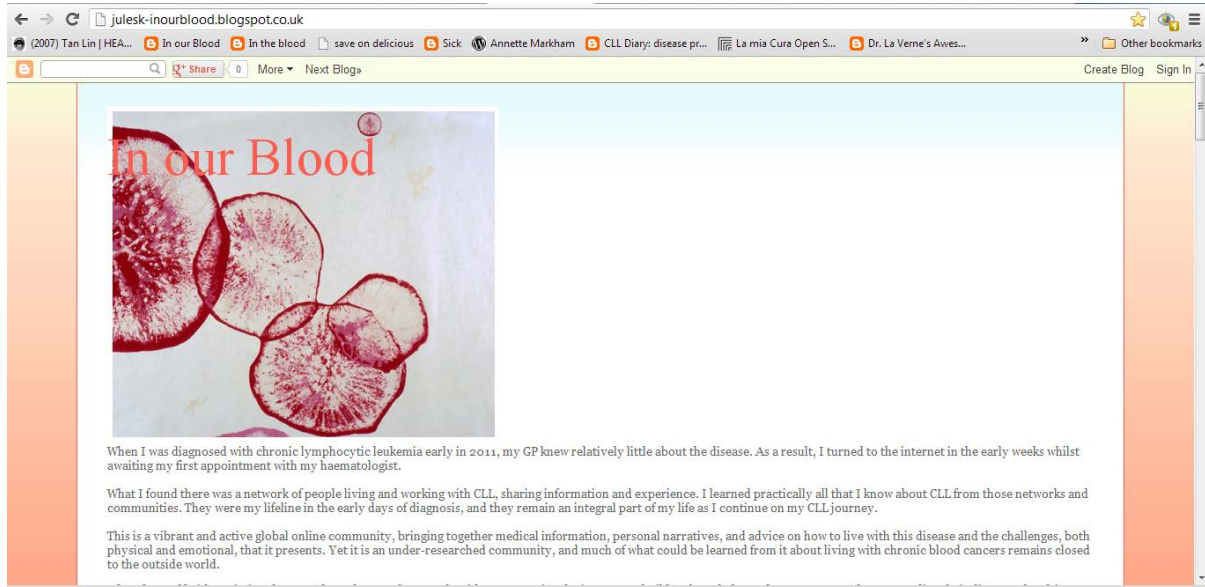 julesk-inourblood.blogspot.co.uk
(2007) Tan Lin | HEA... In our Blood In the blood save on delicious Sick Annette Markham CLL Diary: disease pr... La mia Cura Open S... Dr. La Verne's Awes... » Other bookmarks
g+ Share 0 More Next Blog» Create Blog Sign In
In our Blood
When I was diagnosed with chronic lymphocytic leukemia early in 2011, my GP knew relatively little about the disease. As a result, I turned to the internet in the early weeks whilst
awaiting my first appointment with my haematologist.
What I found there was a network of people living and working with CLL, sharing information and experience. I learned practically all that I know about CLL from those networks and
communities. They were my lifeline in the early days of diagnosis, and they remain an integral part of my life as I continue on my CLL journey.
This is a vibrant and active global online community, bringing together medical information, personal narratives, and advice on how to live with this disease and the challenges, both
physical and emotional, that it presents. Yet it is an under-researched community, and much of what could be learned from it about living with chronic blood cancers remains closed
to the outside world.